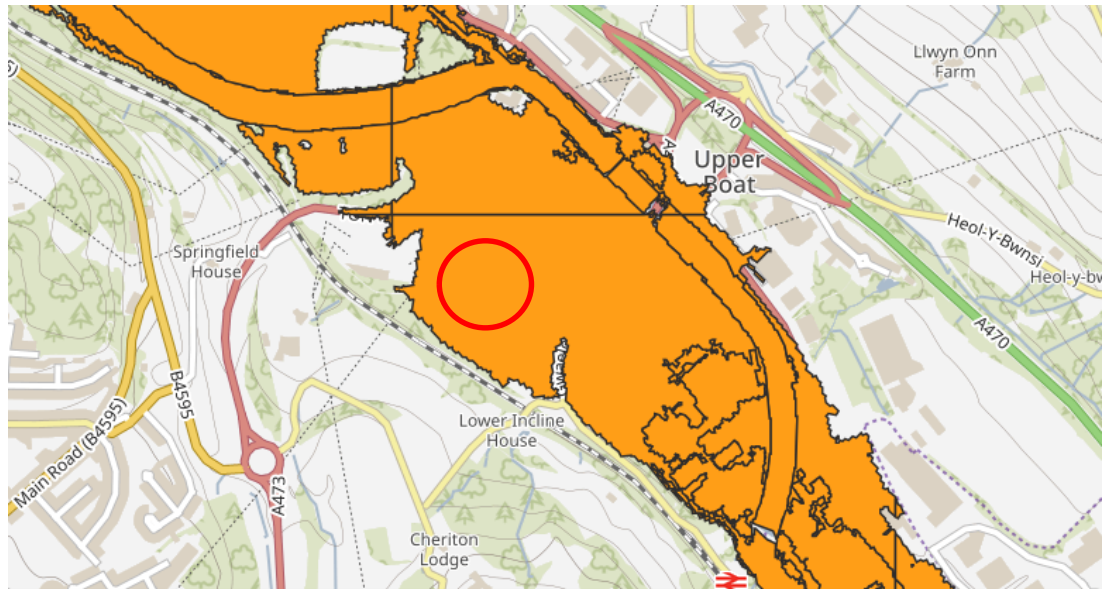 Llwyn Onn
Farm
A470
Upper
Boat
Springfield
House
Heol-Y-Bwnsi
Heol-y-bw
A470
B4595
Lower Incline
House
Main Road (B4595)
A473
Cheriton
Lodge